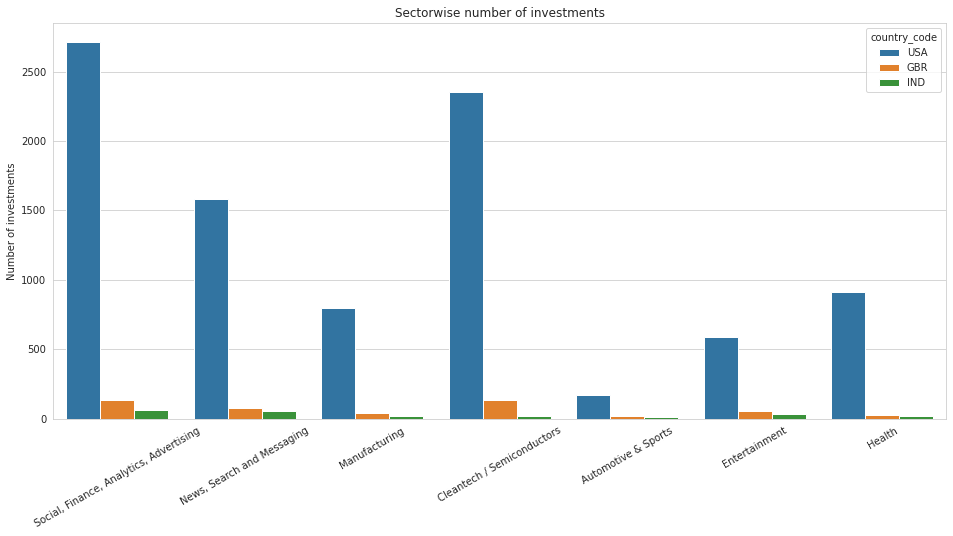 Sectorwise number of investments
country_code
USA
GBR
IND
Number of investments
2500
2000
1500
1000
500
0
Social, Finance, Analytics, Advertising
News, Search and Messaging
Manufacturing
Cleantech / Semiconductors
Automotive & Sports
Entertainment
Health